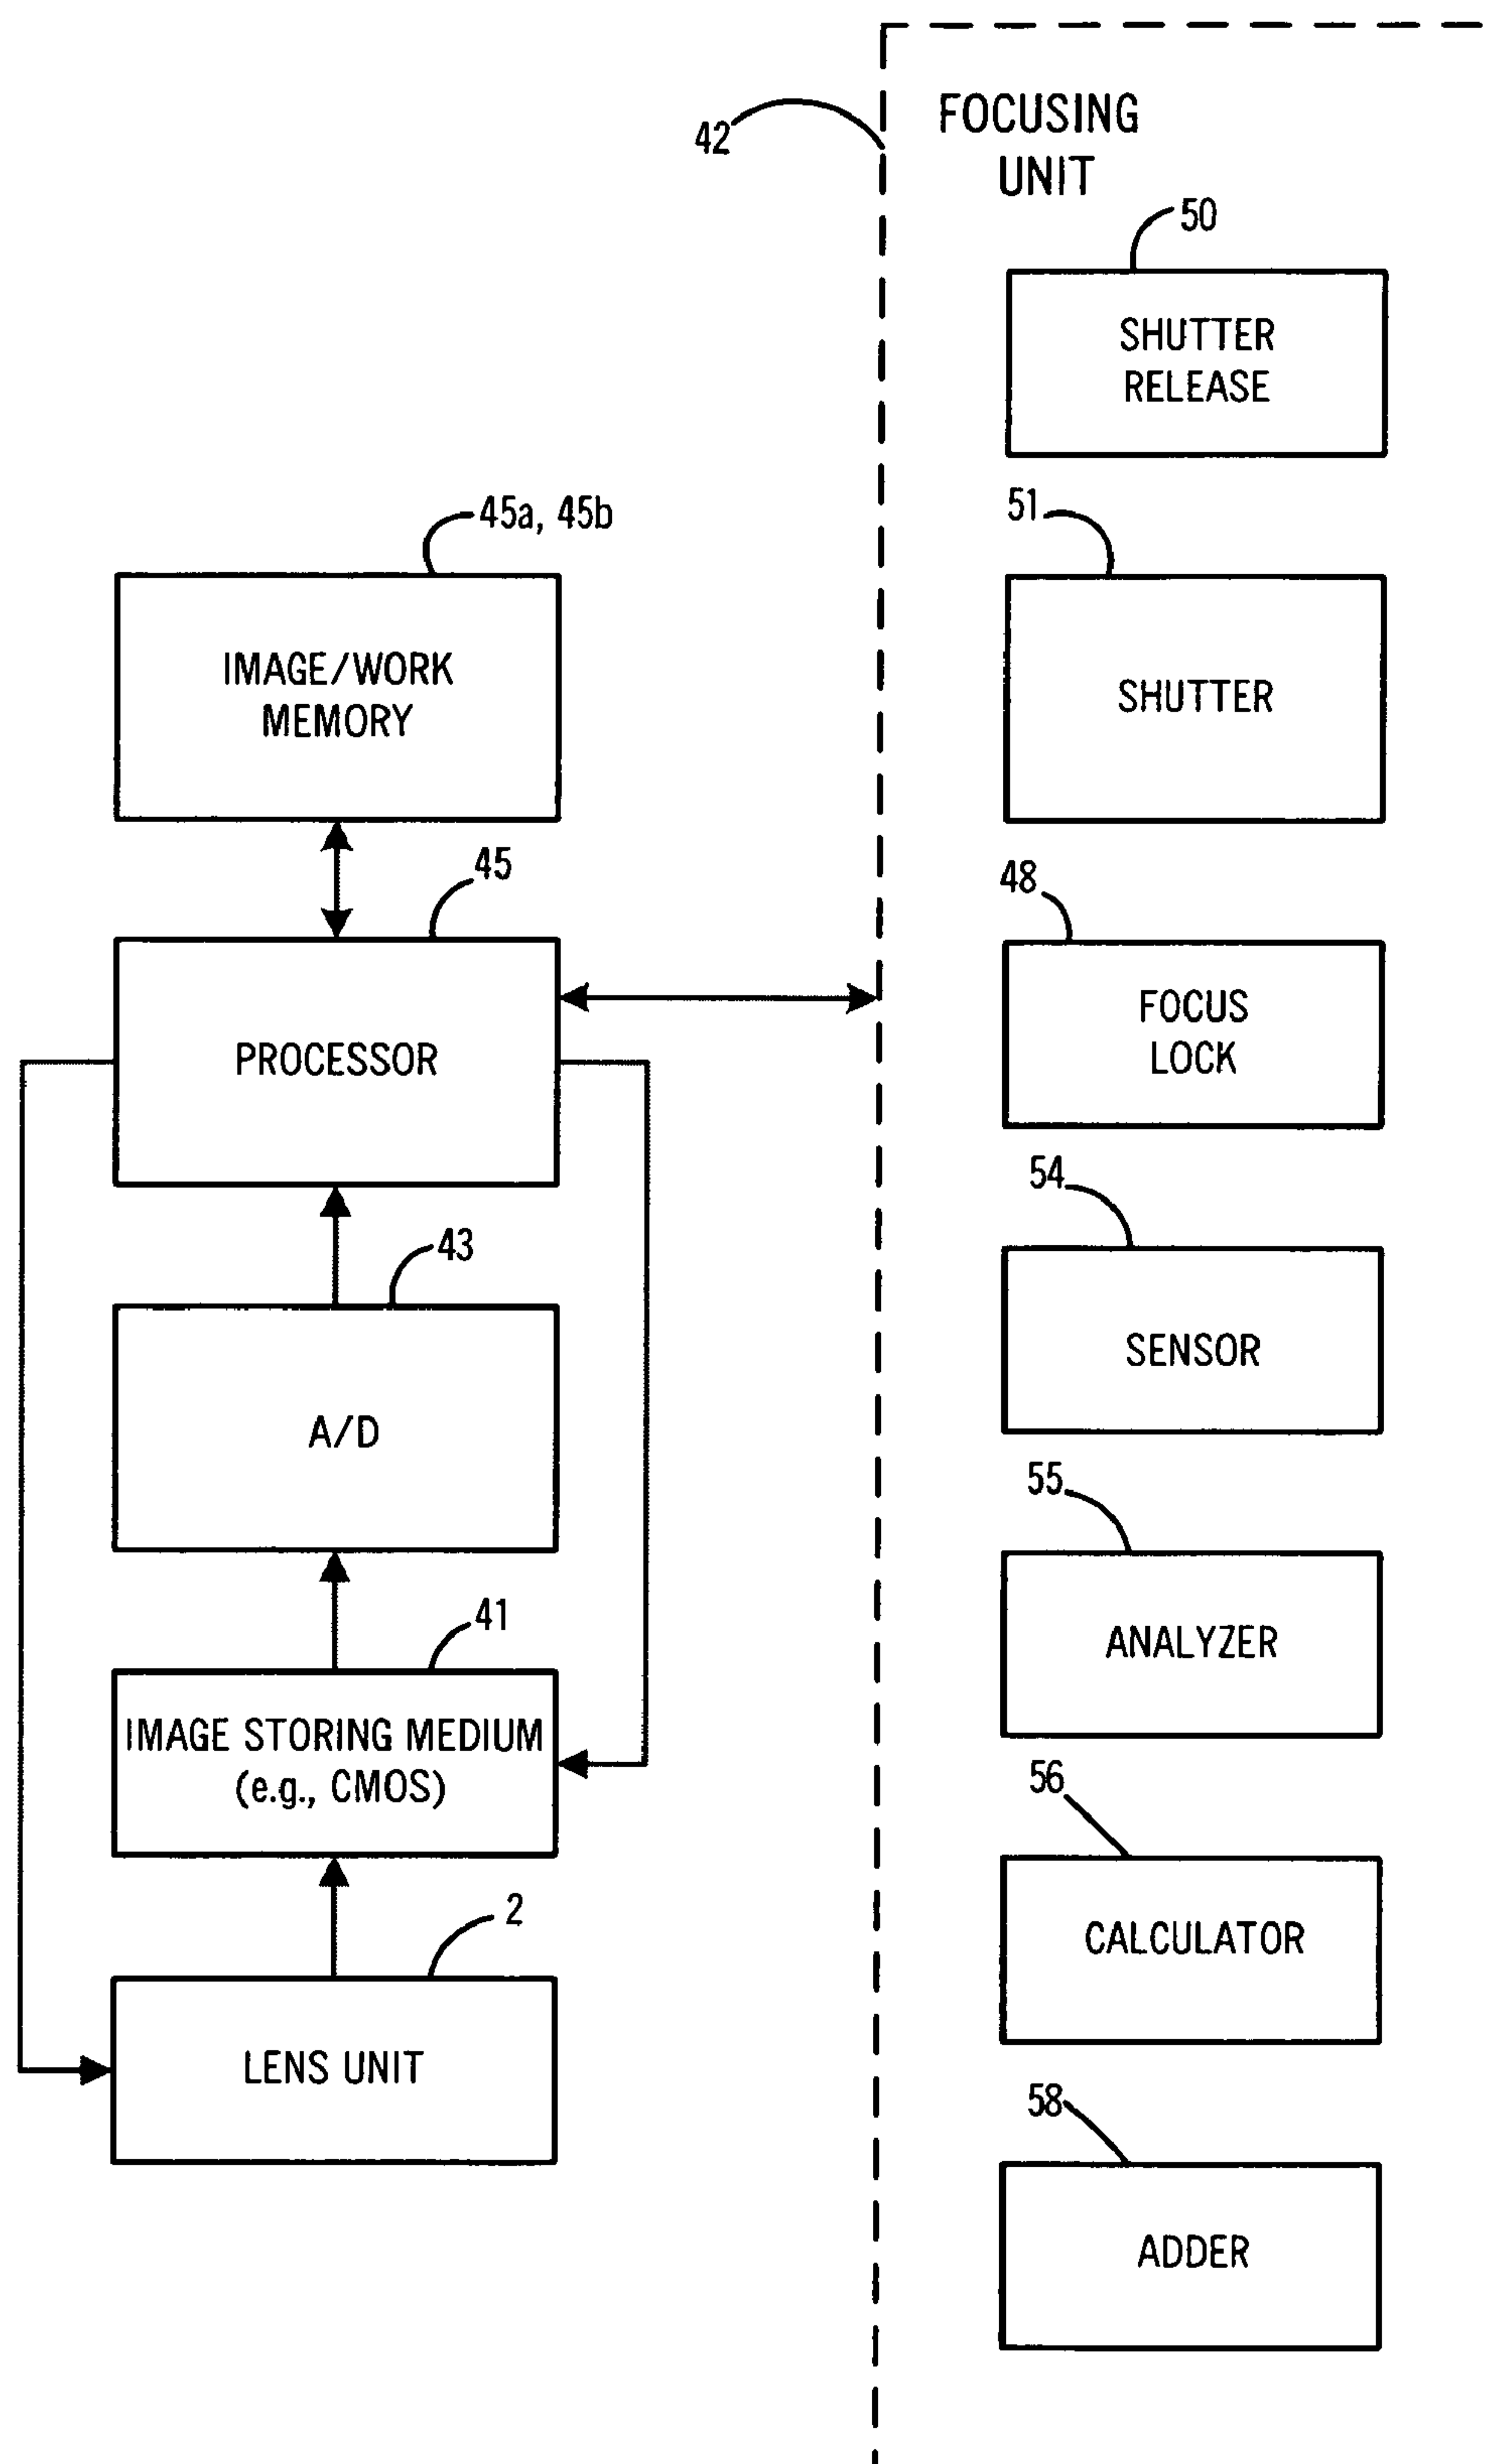 42
FOCUSING
UNIT
50
SHUTTER
RELEASE
45a, 45b
51
IMAGE/WORK
MEMORY
SHUTTER
45
48
PROCESSOR
FOCUS
LOCK
43
54
A/D
SENSOR
41
55
IMAGE STORING MEDIUM
(e.g., CMOS)
ANALYZER
2
56
LENS UNIT
CALCULATOR
58
ADDER